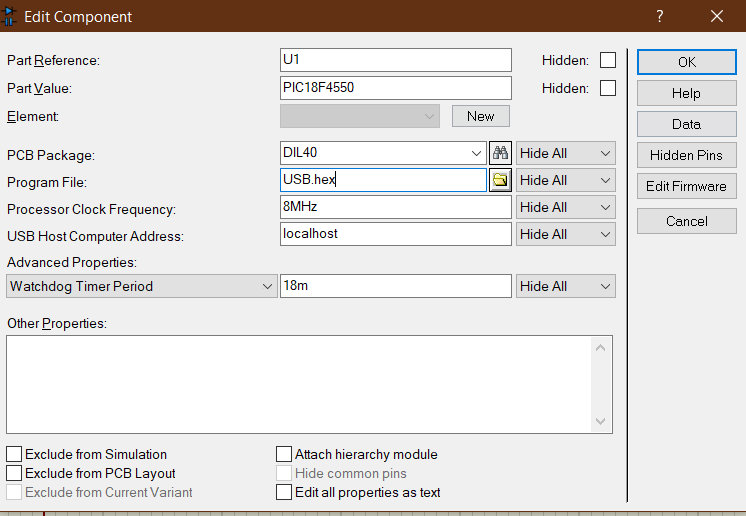 Edit Component ? ×
Part Reference: U1 Hidden: OK
Part Value: PIC18F4550 Hidden: Help
Element: New Data
PCB Package: DIL40 Hide All Hidden Pins
Program File: USB.hex Hide All Edit Firmware
Processor Clock Frequency: 8MHz Hide All
USB Host Computer Address: localhost Hide All Cancel
Advanced Properties:
Watchdog Timer Period 18m Hide All
Other Properties:
Exclude from Simulation Attach hierarchy module
Exclude from PCB Layout Hide common pins
Exclude from Current Variant Edit all properties as text